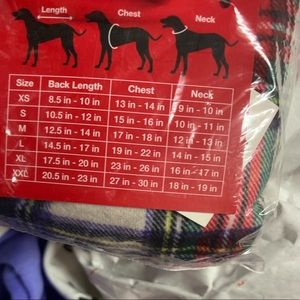 Length Chest Neck
Size Back Length Chest Neck
XS 8.5 in - 10 in 13 in - 14 in 9 in - 10 in
S 10.5 in - 12 in 15 in - 16 in 10 in - 11 in
M 12.5 in - 14 in 17 in - 18 in 12 in - 13 in
L 14.5 in - 17 in 19 in - 22 in 14 in - 15 in
XL 17.5 in - 20 in 23 in - 26 in 16 in - 17 in
XXL 20.5 in - 23 in 27 in - 30 in 18 in - 19 in